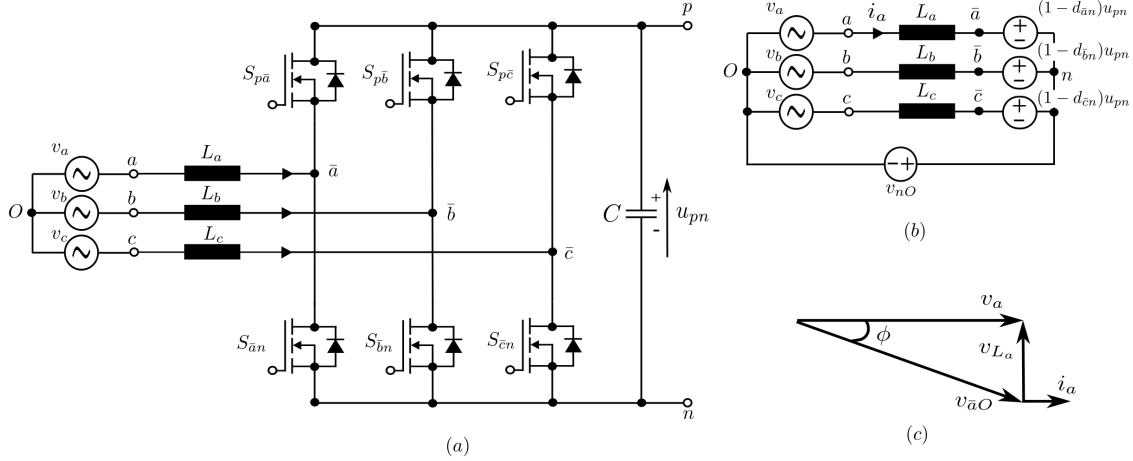 p
S_{p\bar{a}}
S_{p\bar{b}}
S_{p\bar{c}}
v_a
a
L_a
\bar{a}
O
v_b
b
L_b
\bar{b}
C
+
-
u_{pn}
v_c
c
L_c
\bar{c}
S_{\bar{a}n}
S_{\bar{b}n}
S_{\bar{c}n}
n
(a)
v_a
a
i_a
L_a
\bar{a}
(1-d_{\bar{a}n})u_{pn}
+
-
O
v_b
b
L_b
\bar{b}
(1-d_{\bar{b}n})u_{pn}
+
-
n
v_c
c
L_c
\bar{c}
(1-d_{\bar{c}n})u_{pn}
+
-
-+
v_{nO}
(b)
v_a
ϕ
v_{L_a}
i_a
v_{\bar{a}O}
(c)